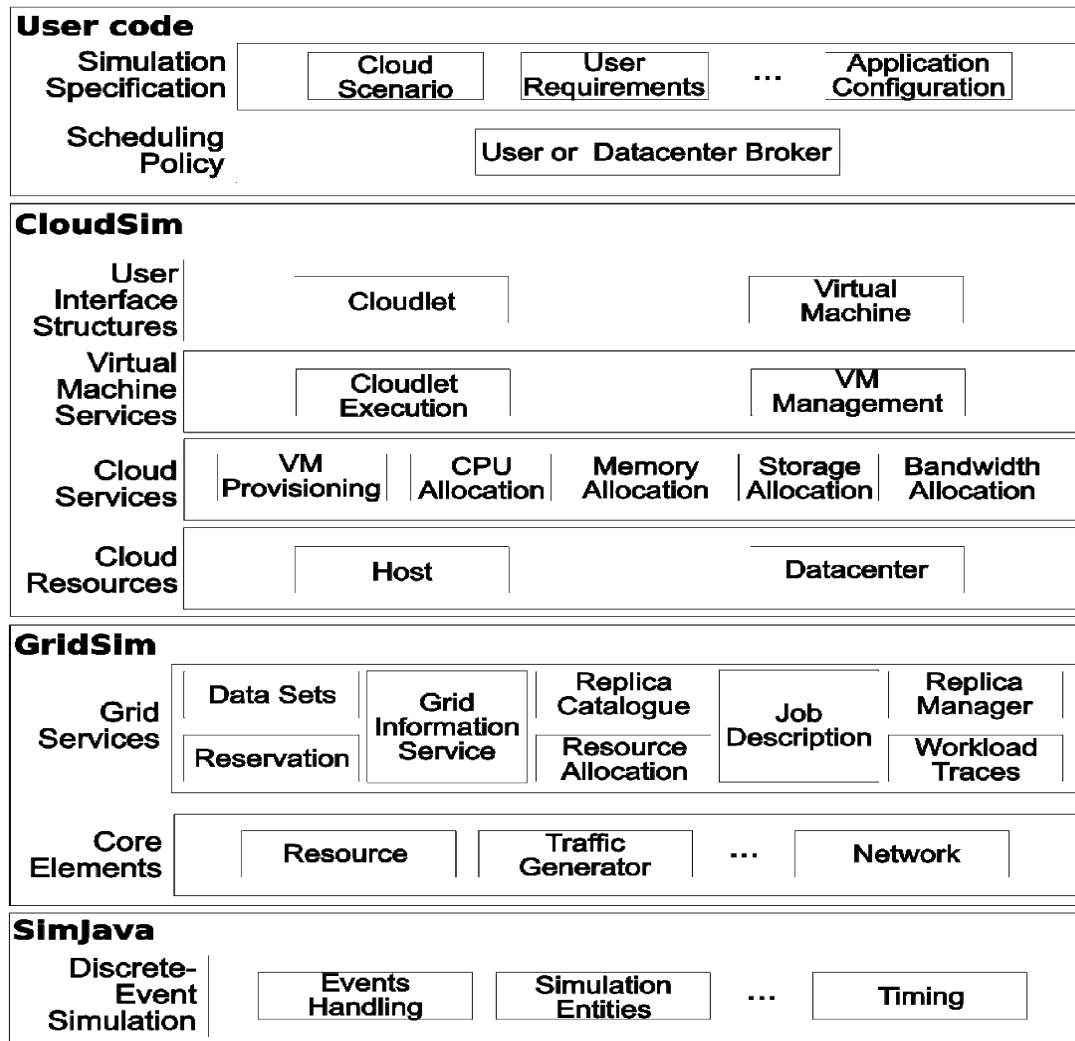 User code
Simulation
Specification
Cloud
Scenario
User
Requirements
...
Application
Configuration
Scheduling
Policy
User or Datacenter Broker
CloudSim
User
Interface
Structures
Cloudlet
Virtual
Machine
Virtual
Machine
Services
Cloudlet
Execution
VM
Management
Cloud
Services
VM
Provisioning
CPU
Allocation
Memory
Allocation
Storage
Allocation
Bandwidth
Allocation
Cloud
Resources
Host
Datacenter
GridSim
Grid
Services
Data Sets
Reservation
Grid
Information
Service
Replica
Catalogue
Resource
Allocation
Job
Description
Replica
Manager
Workload
Traces
Core
Elements
Resource
Traffic
Generator
...
Network
SimJava
Discrete-
Event
Simulation
Events
Handling
Simulation
Entities
...
Timing